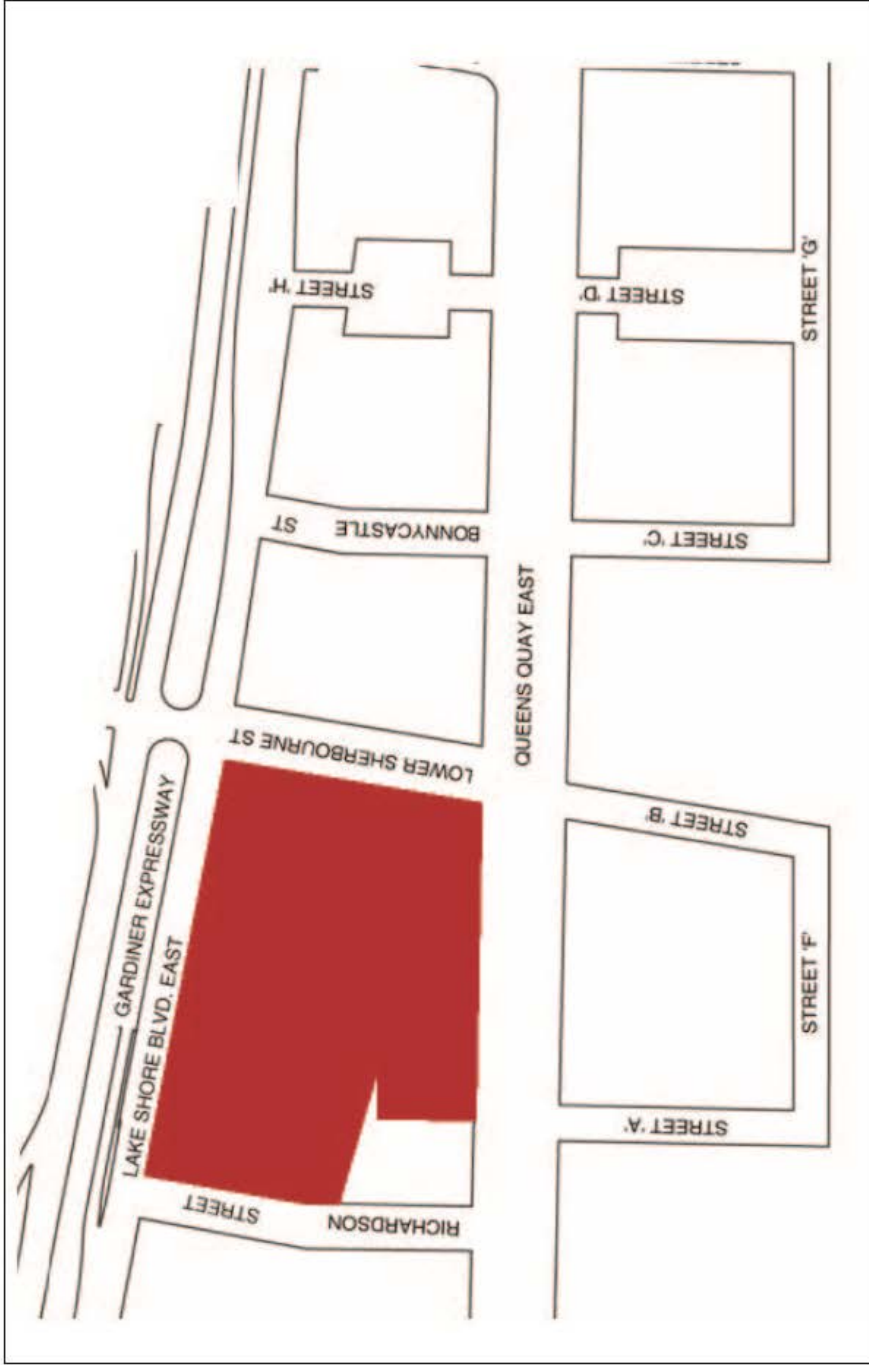 STREET 'H'
STREET 'D'
STREET 'G'
BONNYCASTLE ST
STREET 'C'
QUEENS QUAY EAST
LOWER SHERBOURNE ST
STREET 'B'
GARDINER EXPRESSWAY
LAKE SHORE BLVD. EAST
STREET 'F'
STREET 'A'
RICHARDSON STREET